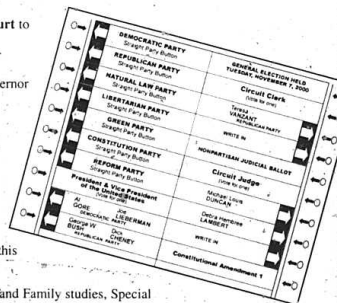 urt to
ernor
this
and Family studies, Special
DEMOCRATIC PARTY
Straight Party Button
REPUBLICAN PARTY
Straight Party Button
NATURAL LAW PARTY
Straight Party Button
LIBERTARIAN PARTY
Straight Party Button
GREEN PARTY
Straight Party Button
CONSTITUTION PARTY
Straight Party Button
REFORM PARTY
Straight Party Button
President & Vice President
of the United States
(Vote for one)
Al Joe
GORE LIEBERMAN
DEMOCRATIC PARTY
George W. Dick
BUSH CHENEY
REPUBLICAN PARTY
GENERAL ELECTION HELD
TUESDAY, NOVEMBER 7, 2000
Circuit Clerk
(Vote for one)
Teresa
VANZANT
REPUBLICAN PARTY
WRITE IN
NONPARTISAN JUDICIAL BALLOT
Circuit Judge
(Vote for one)
Michael Louis
DUNCAN
Debra Hembree
LAMBERT
WRITE IN
Constitutional Amendment 1